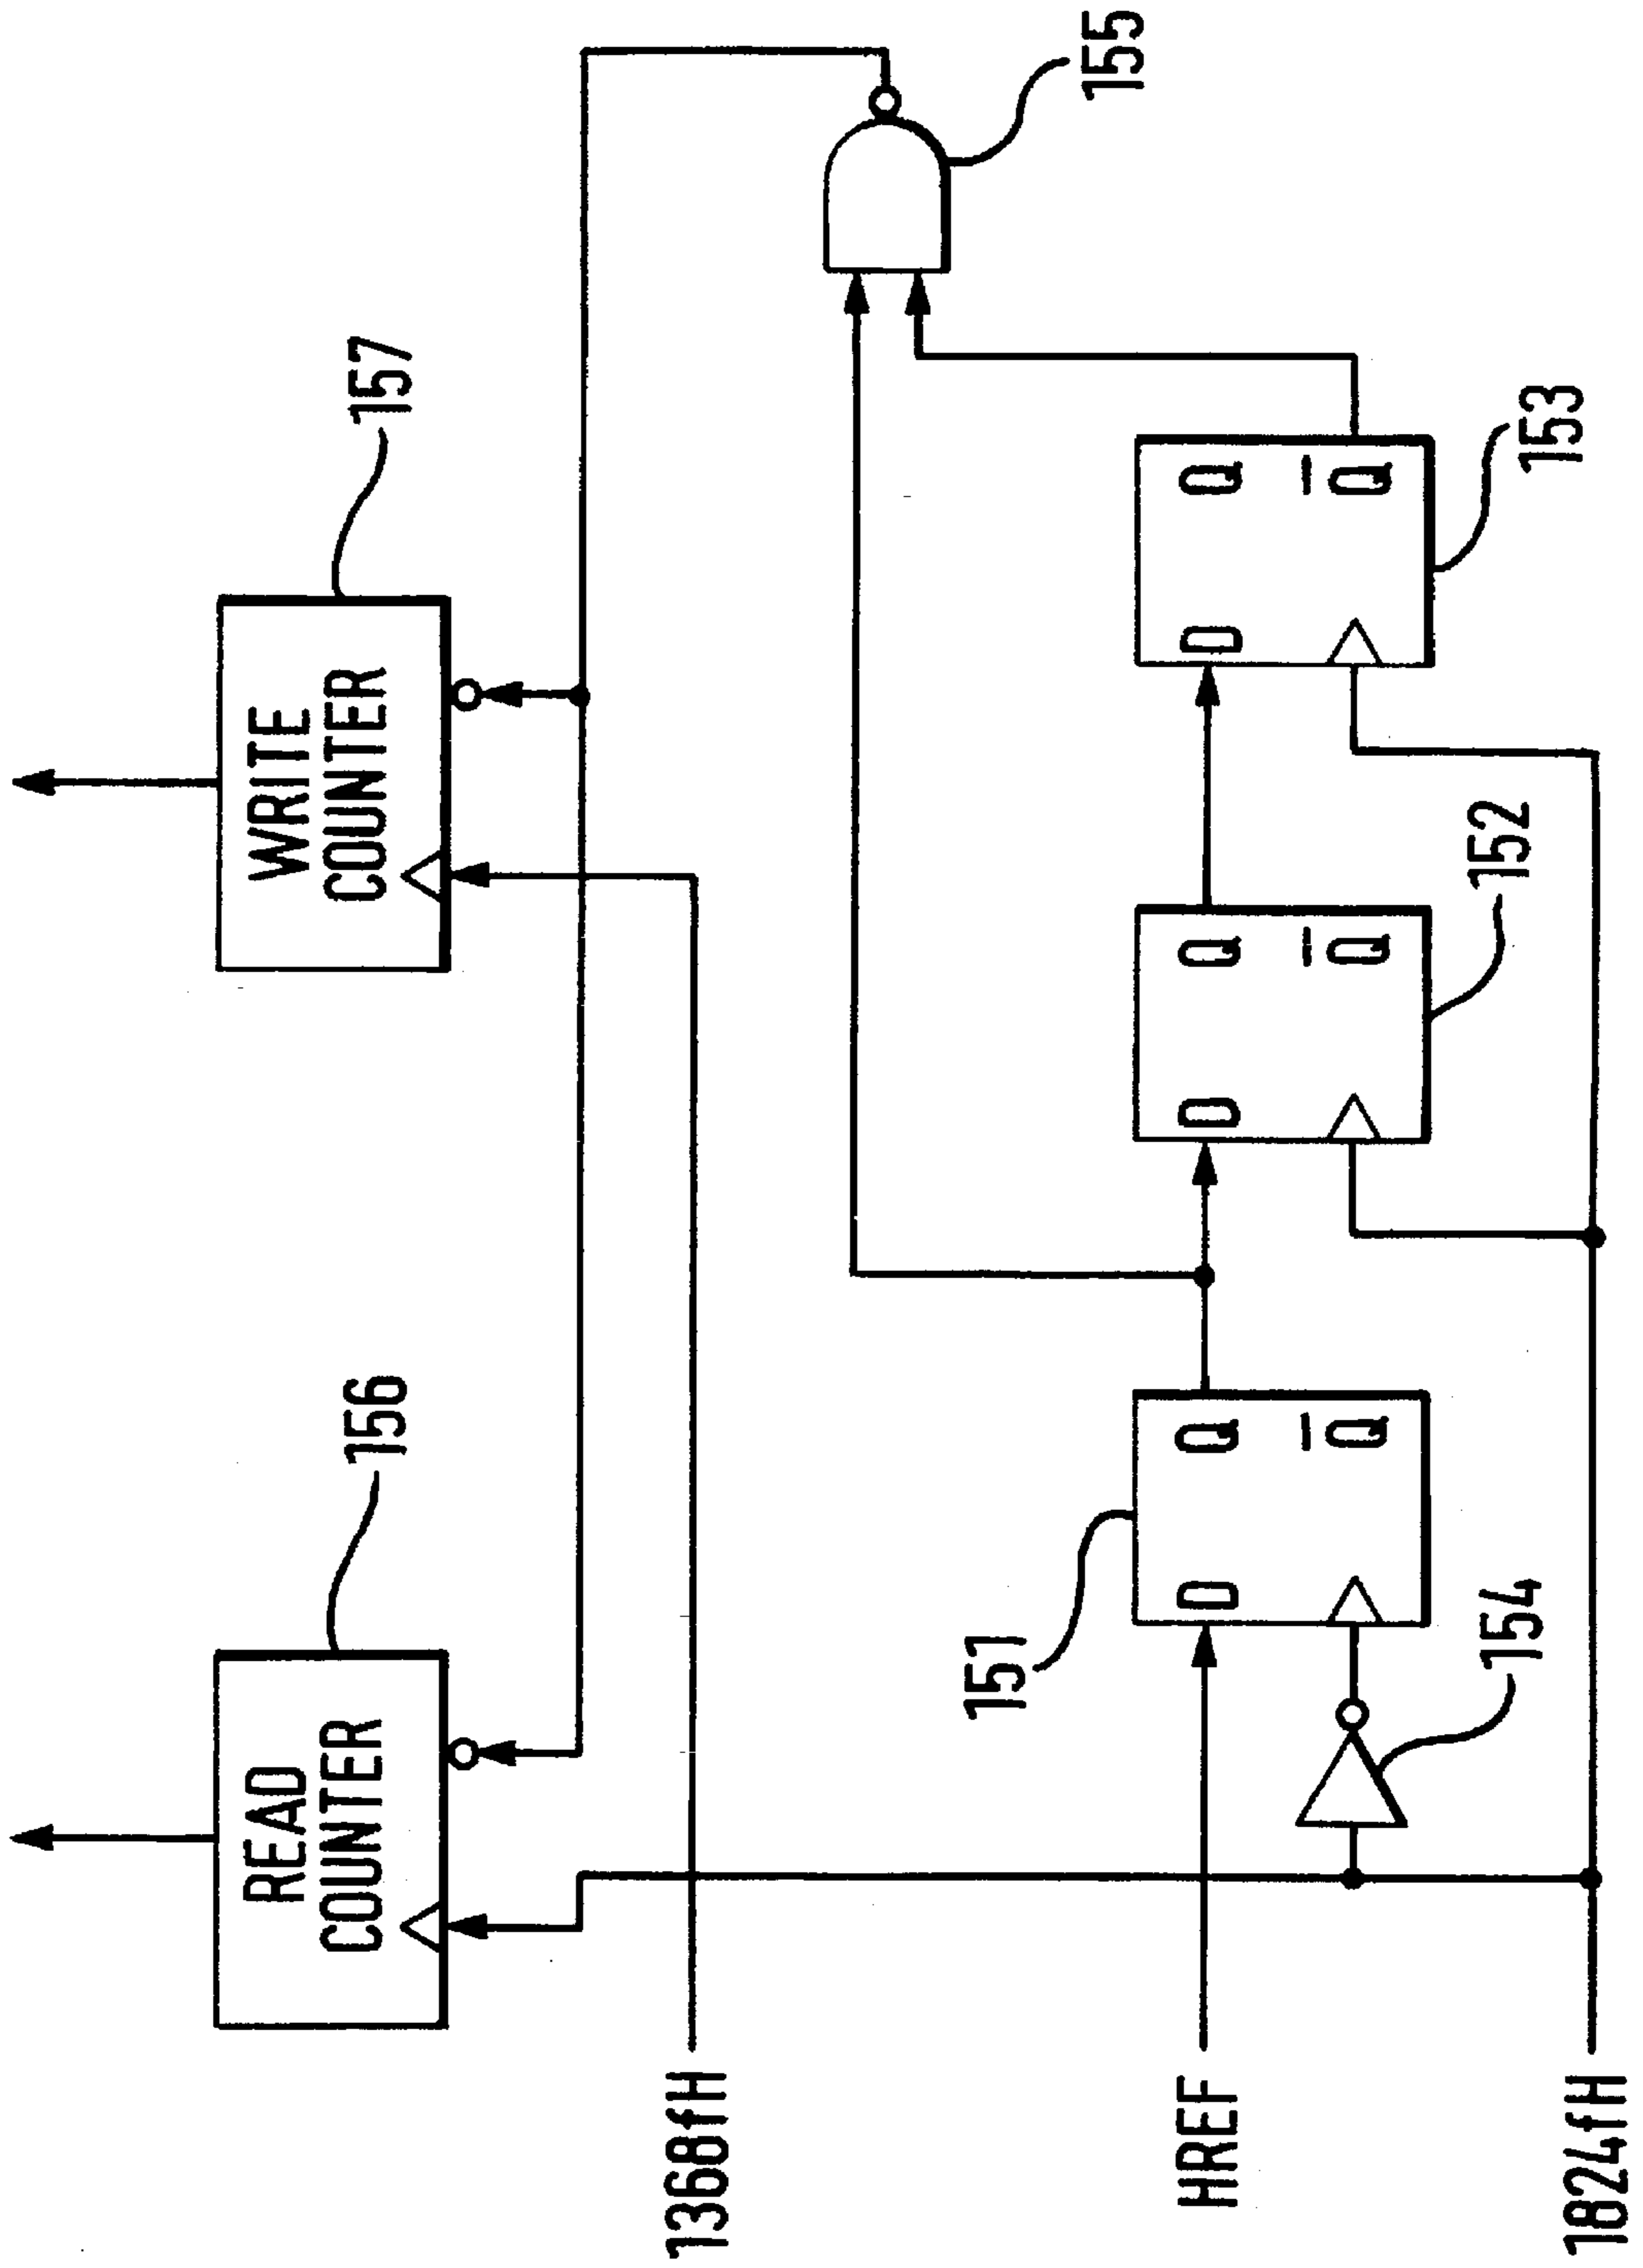 READ
COUNTER
156
WRITE
COUNTER
157
1368fH
155
HREF
151
D
Q
Q
D
Q
Q
D
Q
Q
154
152
153
1824fH